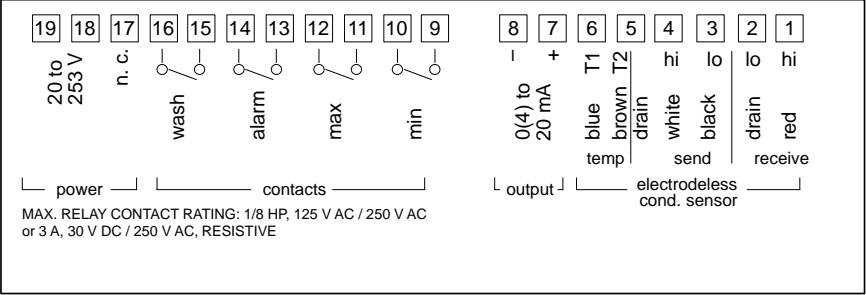 19 18 17 16 15 14 13 12 11 10 9 8 7 6 5 4 3 2 1
20 to 253 V
n. c.
wash
alarm
max
min
–
+
0(4) to 20 mA
T1
T2
hi
lo
lo
hi
blue
brown
drain
white
black
drain
red
temp
send
receive
power
contacts
output
electrodeless
cond. sensor
MAX. RELAY CONTACT RATING: 1/8 HP, 125 V AC / 250 V AC
or 3 A, 30 V DC / 250 V AC, RESISTIVE